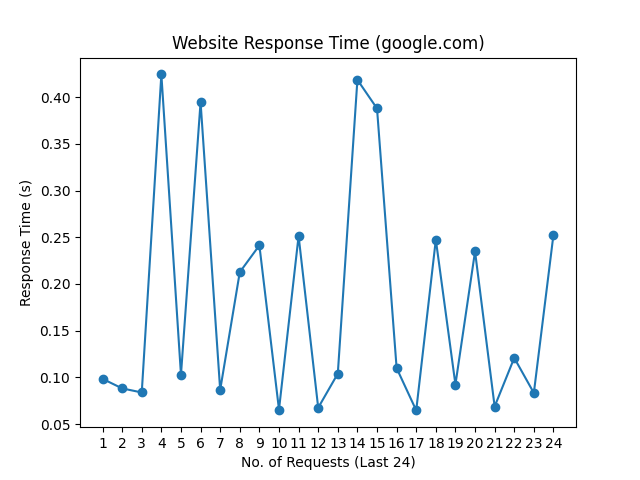 Website Response Time (google.com)
0.40
0.35
0.30
0.25
0.20
0.15
0.10
0.05
Response Time (s)
1 2 3 4 5 6 7 8 9 10 11 12 13 14 15 16 17 18 19 20 21 22 23 24
No. of Requests (Last 24)